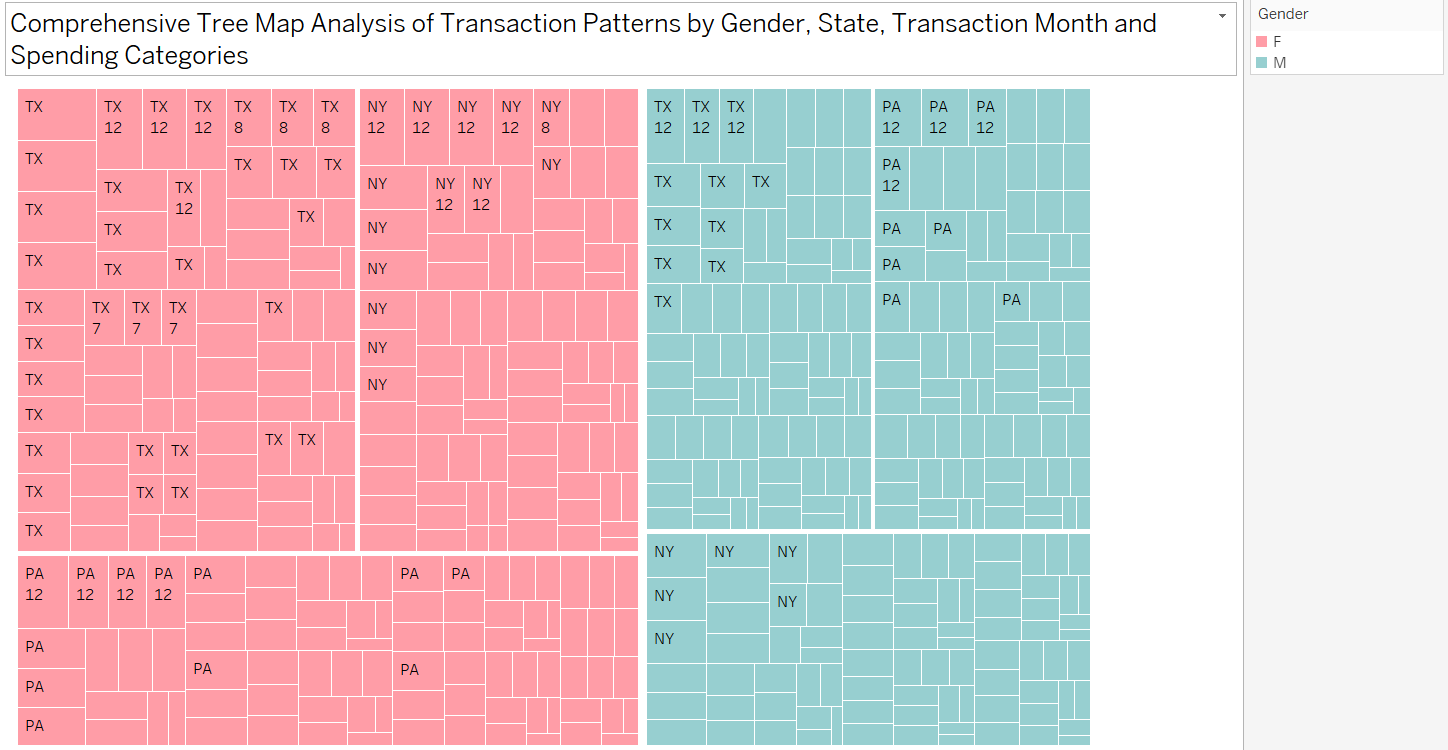 Comprehensive Tree Map Analysis of Transaction Patterns by Gender, State, Transaction Month and
Spending Categories
Gender
F
M
TX
TX
12
TX
12
TX
12
TX
8
TX
8
TX
8
TX
TX
TX
TX
TX
TX
12
TX
TX
TX
TX
TX
TX
TX
TX
TX
7
TX
7
TX
7
TX
TX
TX
TX
TX
TX
TX
TX
TX
TX
TX
TX
TX
NY
12
NY
12
NY
12
NY
12
NY
8
NY
NY
NY
12
NY
12
NY
NY
NY
NY
NY
PA
12
PA
12
PA
12
PA
12
PA
PA
PA
PA
PA
PA
PA
PA
TX
12
TX
12
TX
12
TX
TX
TX
TX
TX
TX
TX
TX
PA
12
PA
12
PA
12
PA
12
PA
PA
PA
PA
PA
NY
NY
NY
NY
NY
NY